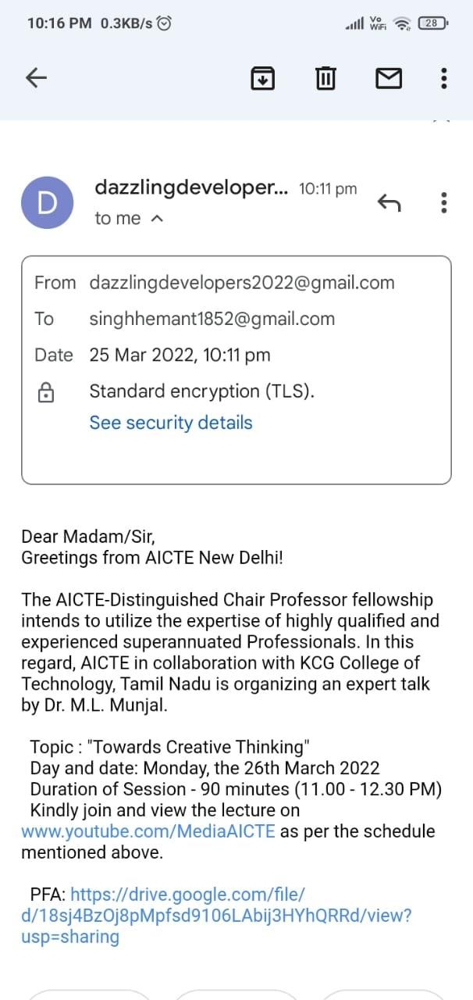 10:16 PM 0.3KB/s
Vo
WiFi
28
D
dazzlingdeveloper... 10:11 pm
to me
From dazzlingdevelopers2022@gmail.com
To singhhemant1852@gmail.com
Date 25 Mar 2022, 10:11 pm
Standard encryption (TLS).
See security details
Dear Madam/Sir,
Greetings from AICTE New Delhi!
The AICTE-Distinguished Chair Professor fellowship
intends to utilize the expertise of highly qualified and
experienced superannuated Professionals. In this
regard, AICTE in collaboration with KCG College of
Technology, Tamil Nadu is organizing an expert talk
by Dr. M.L. Munjal.
Topic : "Towards Creative Thinking"
Day and date: Monday, the 26th March 2022
Duration of Session - 90 minutes (11.00 - 12.30 PM)
Kindly join and view the lecture on
www.youtube.com/MediaAICTE as per the schedule
mentioned above.
PFA: https://drive.google.com/file/
d/18sj4BzOj8pMpfsd9106LAbij3HYhQRRd/view?
usp=sharing